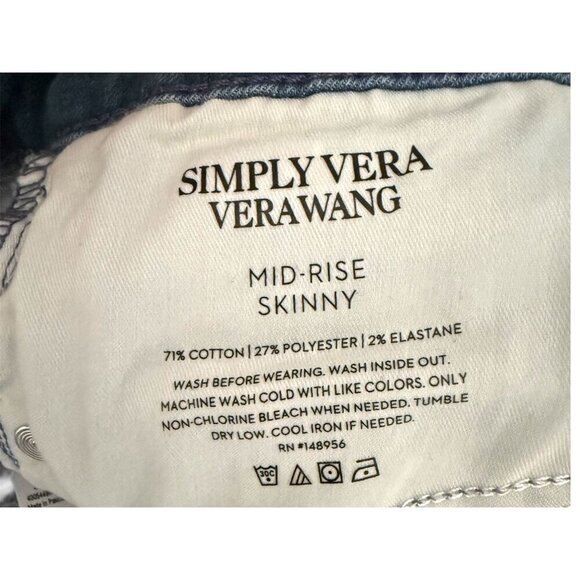 SIMPLY VERA
VERA WANG
MID-RISE
SKINNY
71% COTTON | 27% POLYESTER | 2% ELASTANE
WASH BEFORE WEARING. WASH INSIDE OUT.
MACHINE WASH COLD WITH LIKE COLORS. ONLY
NON-CHLORINE BLEACH WHEN NEEDED. TUMBLE
DRY LOW. COOL IRON IF NEEDED.
RN #148956
30C